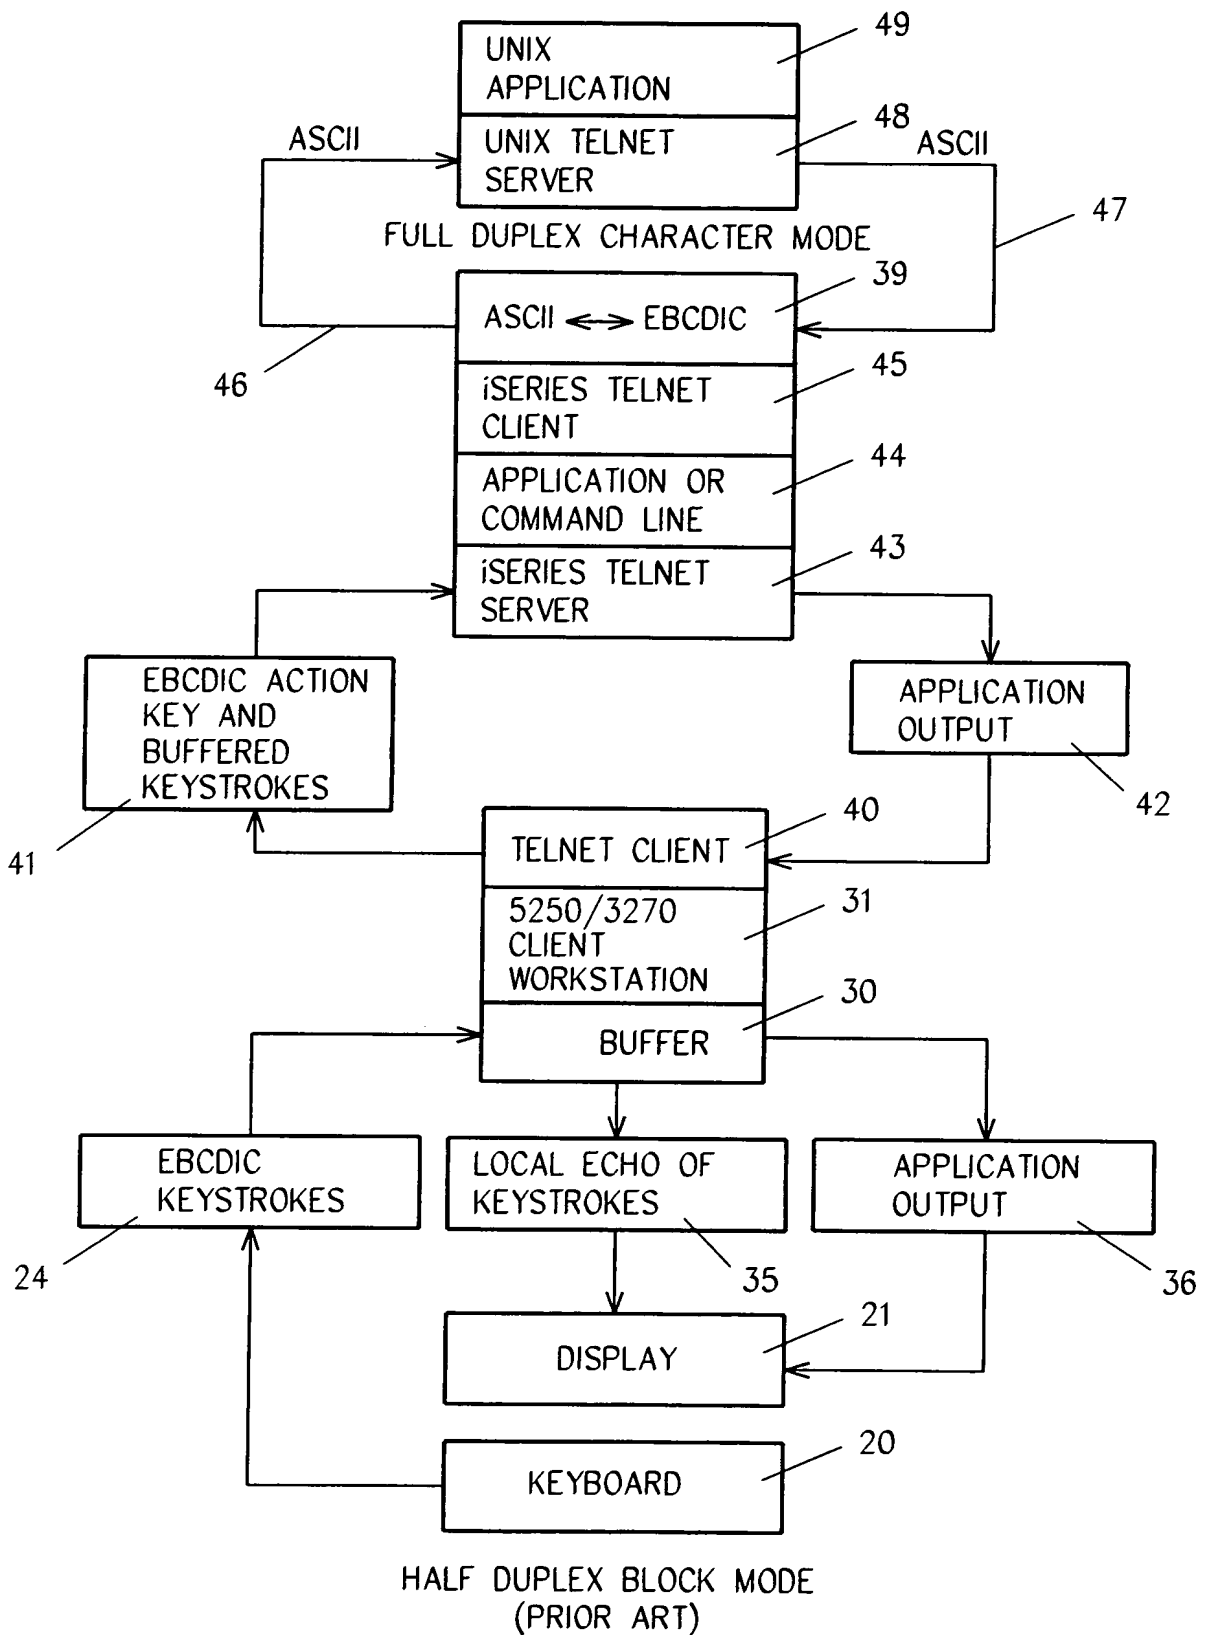 49
UNIX
APPLICATION
48
ASCII
UNIX TELNET
SERVER
ASCII
47
FULL DUPLEX CHARACTER MODE
39
ASCII ↔ EBCDIC
46
45
iSERIES TELNET
CLIENT
44
APPLICATION OR
COMMAND LINE
43
iSERIES TELNET
SERVER
EBCDIC ACTION
KEY AND
BUFFERED
KEYSTROKES
41
APPLICATION
OUTPUT
42
40
TELNET CLIENT
31
5250/3270
CLIENT
WORKSTATION
30
BUFFER
EBCDIC
KEYSTROKES
24
LOCAL ECHO OF
KEYSTROKES
35
APPLICATION
OUTPUT
36
21
DISPLAY
20
KEYBOARD
HALF DUPLEX BLOCK MODE
(PRIOR ART)